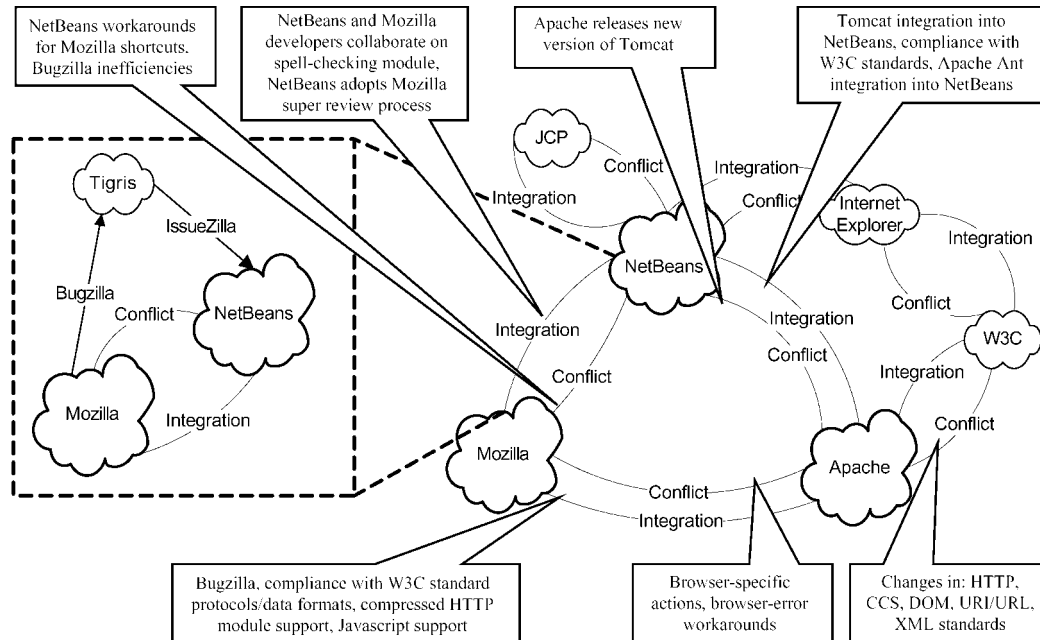 NetBeans workarounds
for Mozilla shortcuts,
Bugzilla inefficiencies
NetBeans and Mozilla
developers collaborate on
spell-checking module,
NetBeans adopts Mozilla
super review process
Apache releases new
version of Tomcat
Tomcat integration into
NetBeans, compliance with
W3C standards, Apache Ant
integration into NetBeans
Tigris
IssueZilla
Bugzilla
NetBeans
Conflict
Mozilla
Integration
JCP
Conflict
Integration
Integration
Conflict
Internet
Explorer
Integration
Conflict
NetBeans
W3C
Integration
Conflict
Integration
Conflict
Integration
Conflict
Mozilla
Apache
Conflict
Integration
Bugzilla, compliance with W3C standard
protocols/data formats, compressed HTTP
module support, Javascript support
Browser-specific
actions, browser-error
workarounds
Changes in: HTTP,
CCS, DOM, URI/URL,
XML standards